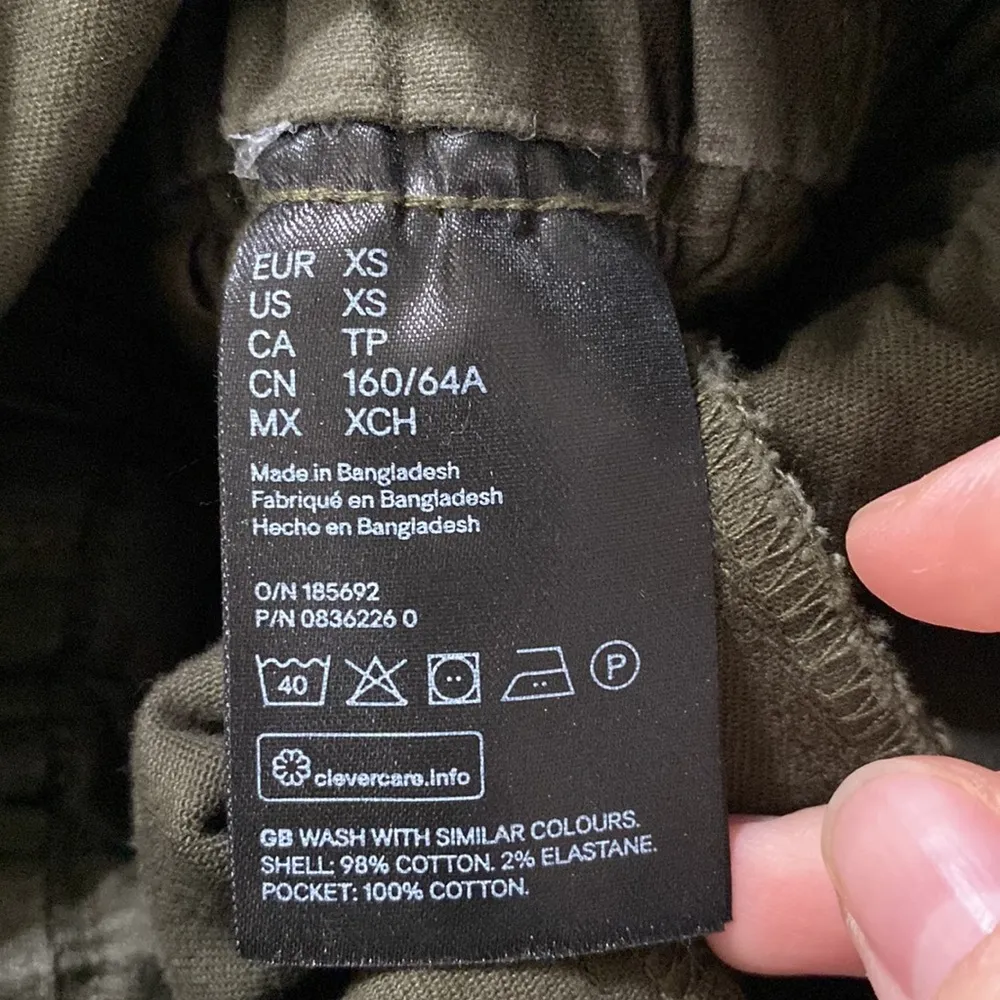 EUR XS
US XS
CA TP
CN 160/64A
MX XCH
Made in Bangladesh
Fabriqué en Bangladesh
Hecho en Bangladesh
O/N 185692
P/N 0836226 0
40 P
clevercare.info
GB WASH WITH SIMILAR COLOURS.
SHELL: 98% COTTON. 2% ELASTANE.
POCKET: 100% COTTON.